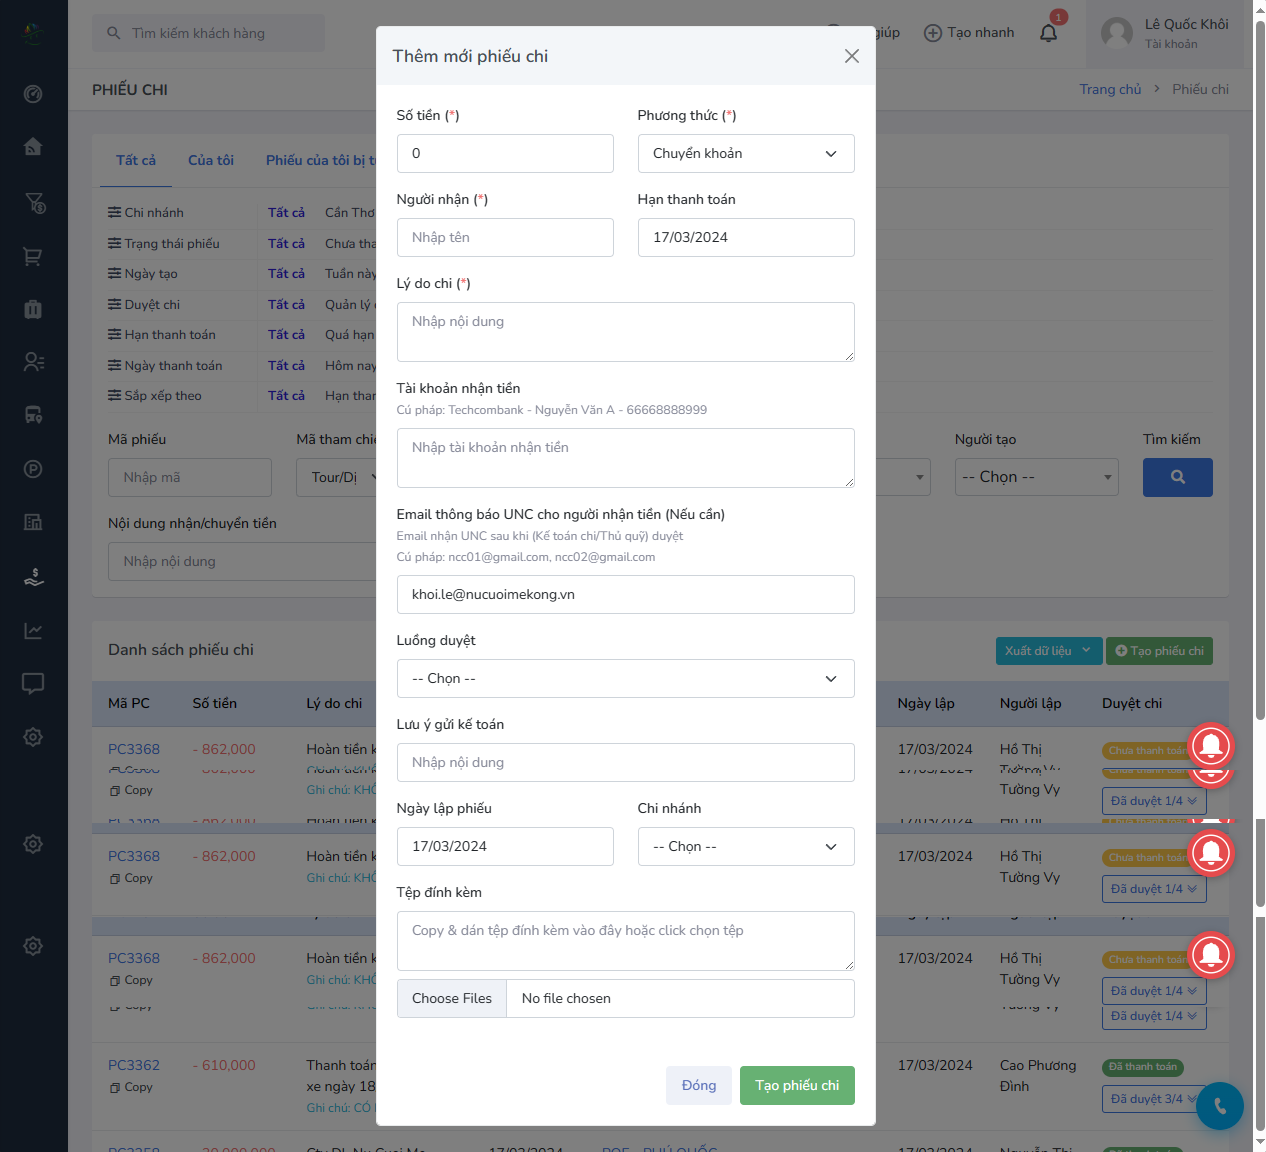 Tìm kiếm khách hàng
giúp
Tạo nhanh
1
Lê Quốc Khôi
Tài khoản
PHIẾU CHI
Trang chủ > Phiếu chi
Tất cả
Của tôi
Phiếu của tôi bị
Chi nhánh Tất cả Cần Thơ
Trạng thái phiếu Tất cả Chưa
Ngày tạo Tất cả Tuần này
Duyệt chi Tất cả Quản lý
Hạn thanh toán Tất cả Quá hạn
Ngày thanh toán Tất cả Hôm nay
Sắp xếp theo Tất cả Hạn
Mã phiếu
Mã tham
Người tạo
Tìm kiếm
Nhập mã
Tour/Dị
-- Chọn --
Nội dung nhận/chuyển tiền
Nhập nội dung
Danh sách phiếu chi
Xuất dữ liệu
Tạo phiếu chi
Mã PC Số tiền Lý do chi Ngày lập Người lập Duyệt chi
PC3368 - 862,000 Hoàn tiền 17/03/2024 Hồ Thị Chưa thanh toán
Copy Ghi chú: Tường Vy
Đã duyệt 1/4
PC3368 - 862,000 Hoàn tiền 17/03/2024 Hồ Thị Chưa thanh toán
Copy Ghi chú: Tường Vy
Đã duyệt 1/4
PC3368 - 862,000 Hoàn tiền 17/03/2024 Hồ Thị Chưa thanh toán
Copy Ghi chú: Tường Vy
Đã duyệt 1/4
Đã duyệt 1/4
PC3362 - 610,000 Thanh toán 17/03/2024 Cao Phương Đã thanh toán
Copy xe ngày 18 Đình
Ghi chú: CÓ
Đã duyệt 3/4
Thêm mới phiếu chi
Số tiền (*)
Phương thức (*)
0
Chuyển khoản
Người nhận (*)
Hạn thanh toán
Nhập tên
17/03/2024
Lý do chi (*)
Nhập nội dung
Tài khoản nhận tiền
Cú pháp: Techcombank - Nguyễn Văn A - 66668888999
Nhập tài khoản nhận tiền
Email thông báo UNC cho người nhận tiền (Nếu cần)
Email nhận UNC sau khi (Kế toán chi/Thủ quỹ) duyệt
Cú pháp: ncc01@gmail.com, ncc02@gmail.com
khoi.le@nucuoimekong.vn
Luồng duyệt
-- Chọn --
Lưu ý gửi kế toán
Nhập nội dung
Ngày lập phiếu
Chi nhánh
17/03/2024
-- Chọn --
Tệp đính kèm
Copy & dán tệp đính kèm vào đây hoặc click chọn tệp
Choose Files
No file chosen
Đóng
Tạo phiếu chi